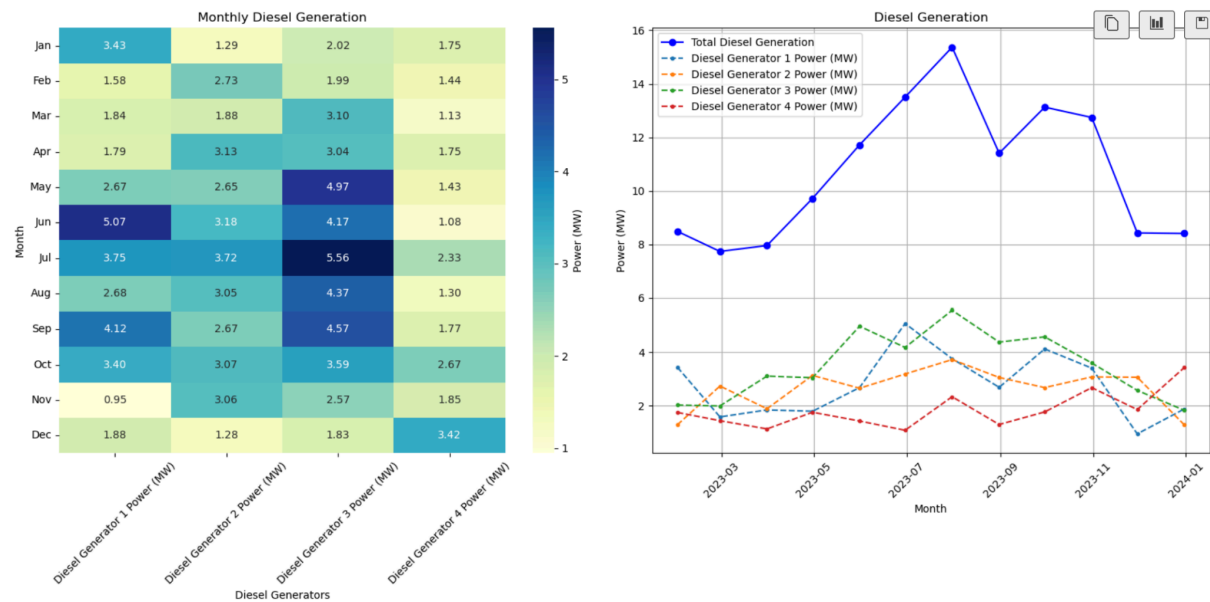 Monthly Diesel Generation
Jan 3.43 1.29 2.02 1.75
Feb 1.58 2.73 1.99 1.44
Mar 1.84 1.88 3.10 1.13
Apr 1.79 3.13 3.04 1.75
May 2.67 2.65 4.97 1.43
Jun 5.07 3.18 4.17 1.08
Jul 3.75 3.72 5.56 2.33
Aug 2.68 3.05 4.37 1.30
Sep 4.12 2.67 4.57 1.77
Oct 3.40 3.07 3.59 2.67
Nov 0.95 3.06 2.57 1.85
Dec 1.88 1.28 1.83 3.42
Month
Diesel Generator 1 Power (MW)
Diesel Generator 2 Power (MW)
Diesel Generator 3 Power (MW)
Diesel Generator 4 Power (MW)
Diesel Generators
5
4
3
2
1
Power (MW)
Diesel Generation
Total Diesel Generation
Diesel Generator 1 Power (MW)
Diesel Generator 2 Power (MW)
Diesel Generator 3 Power (MW)
Diesel Generator 4 Power (MW)
16
14
12
10
8
6
4
2
Power (MW)
2023-03
2023-05
2023-07
2023-09
2023-11
2024-01
Month